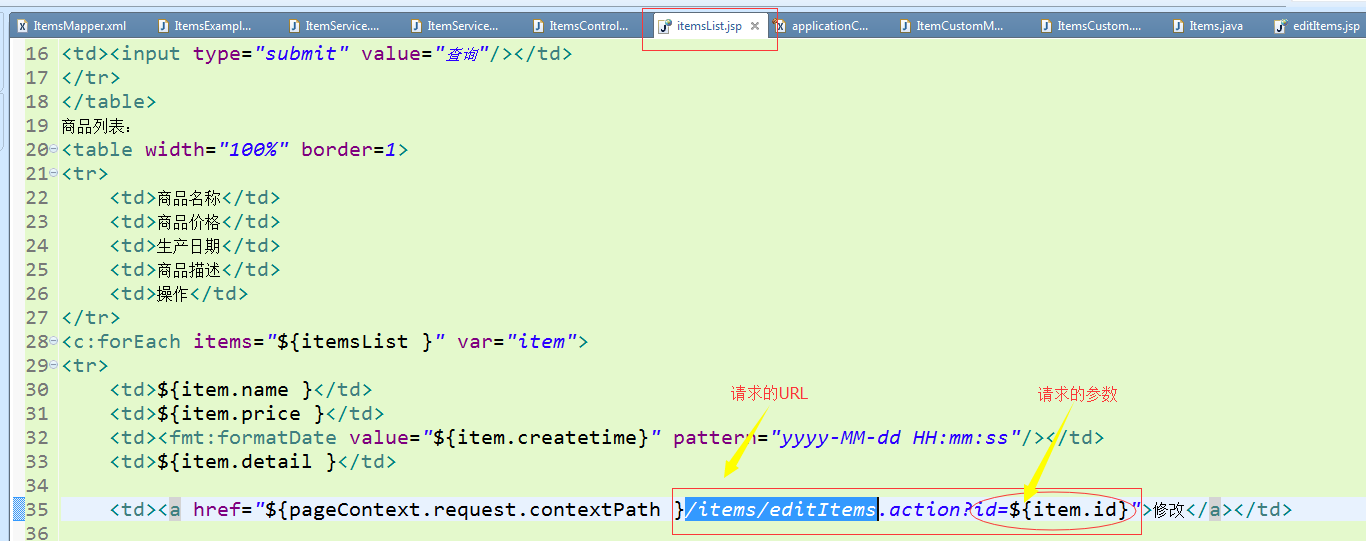 ItemsMapper.xml ItemsExampl... ItemService.... ItemService... ItemsControl... itemsList.jsp applicationC... ItemCustomM... ItemsCustom.... Items.java editItems.jsp
16 <td><input type="submit" value="查询"/></td>
17 </tr>
18 </table>
19 商品列表:
20 <table width="100%" border=1>
21 <tr>
22 <td>商品名称</td>
23 <td>商品价格</td>
24 <td>生产日期</td>
25 <td>商品描述</td>
26 <td>操作</td>
27 </tr>
28 <c:forEach items="${itemsList }" var="item">
29 <tr>
30 <td>${item.name }</td>
请求的URL 请求的参数
31 <td>${item.price }</td>
32 <td><fmt:formatDate value="${item.createtime}" pattern="yyyy-MM-dd HH:mm:ss"/></td>
33 <td>${item.detail }</td>
34
35 <td><a href="${pageContext.request.contextPath }/items/editItems.action?id=${item.id}">修改</a></td>
36